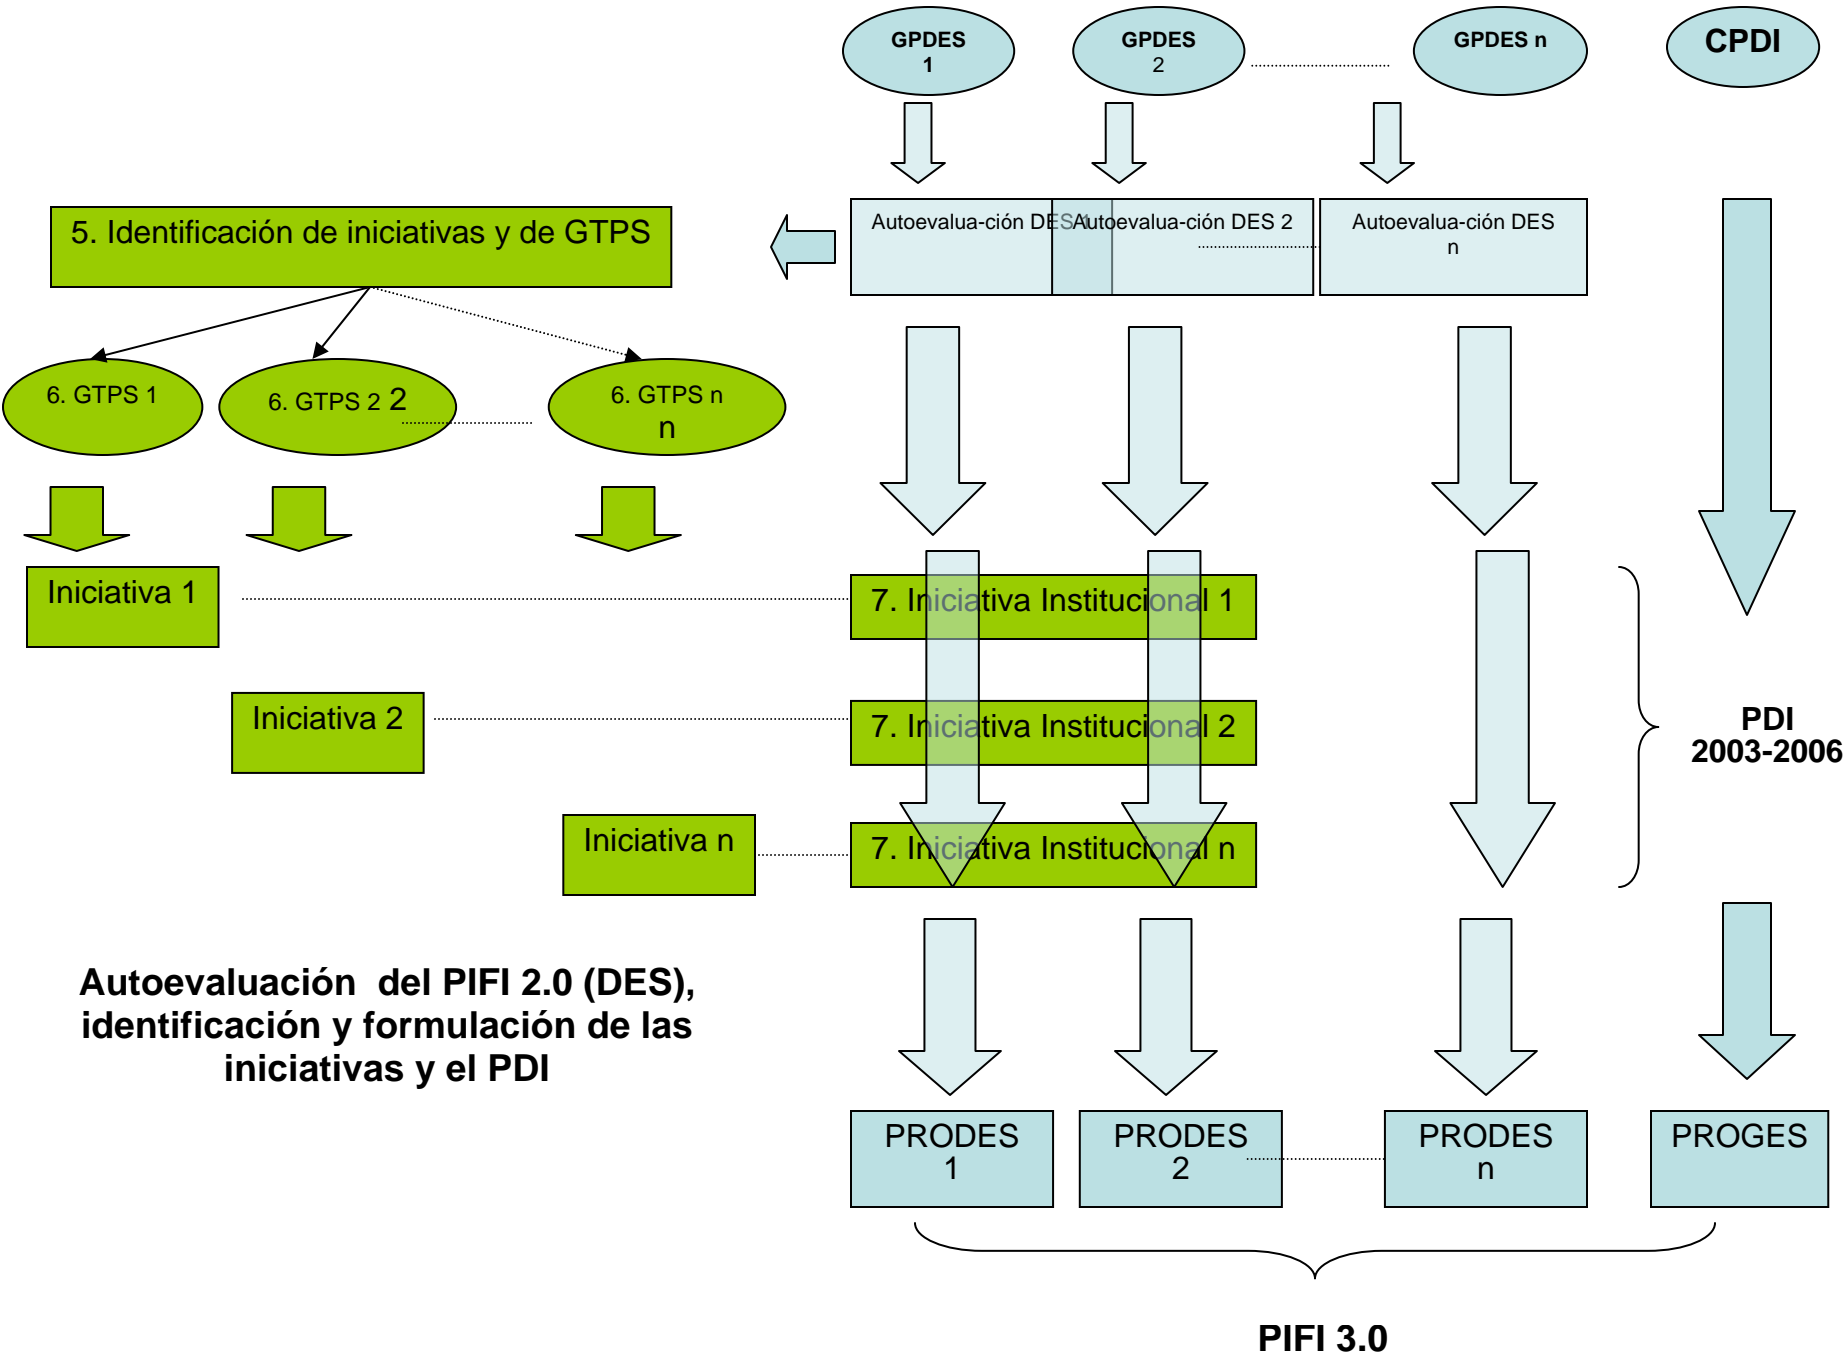 GPDES
1
GPDES
2
GPDES n
CPDI
5. Identificación de iniciativas y de GTPS
Autoevalua-ción DES 1
Autoevalua-ción DES 2
Autoevalua-ción DES
n
6. GTPS 1
6. GTPS 2 2
6. GTPS n
n
Iniciativa 1
7. Iniciativa Institucional 1
Iniciativa 2
7. Iniciativa Institucional 2
PDI
2003-2006
Iniciativa n
7. Iniciativa Institucional n
Autoevaluación del PIFI 2.0 (DES),
identificación y formulación de las
iniciativas y el PDI
PRODES
1
PRODES
2
PRODES
n
PROGES
PIFI 3.0